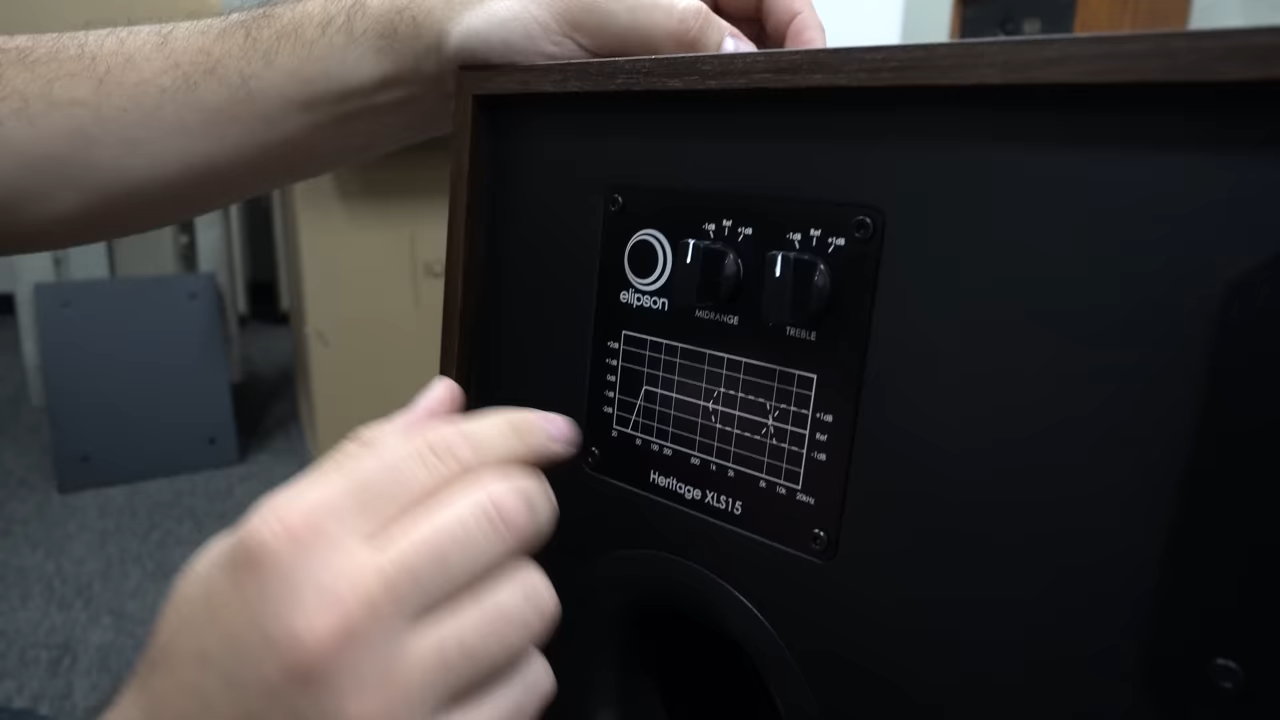 -1dB Ref +1dB
-1dB Ref +1dB
elipson
MIDRANGE
TREBLE
+2dB
+1dB
0dB
-1dB
-2dB
+1dB
Ref
-1dB
20 50 100 200 500 1k 2k 5k 10k 20kHz
Heritage XLS15